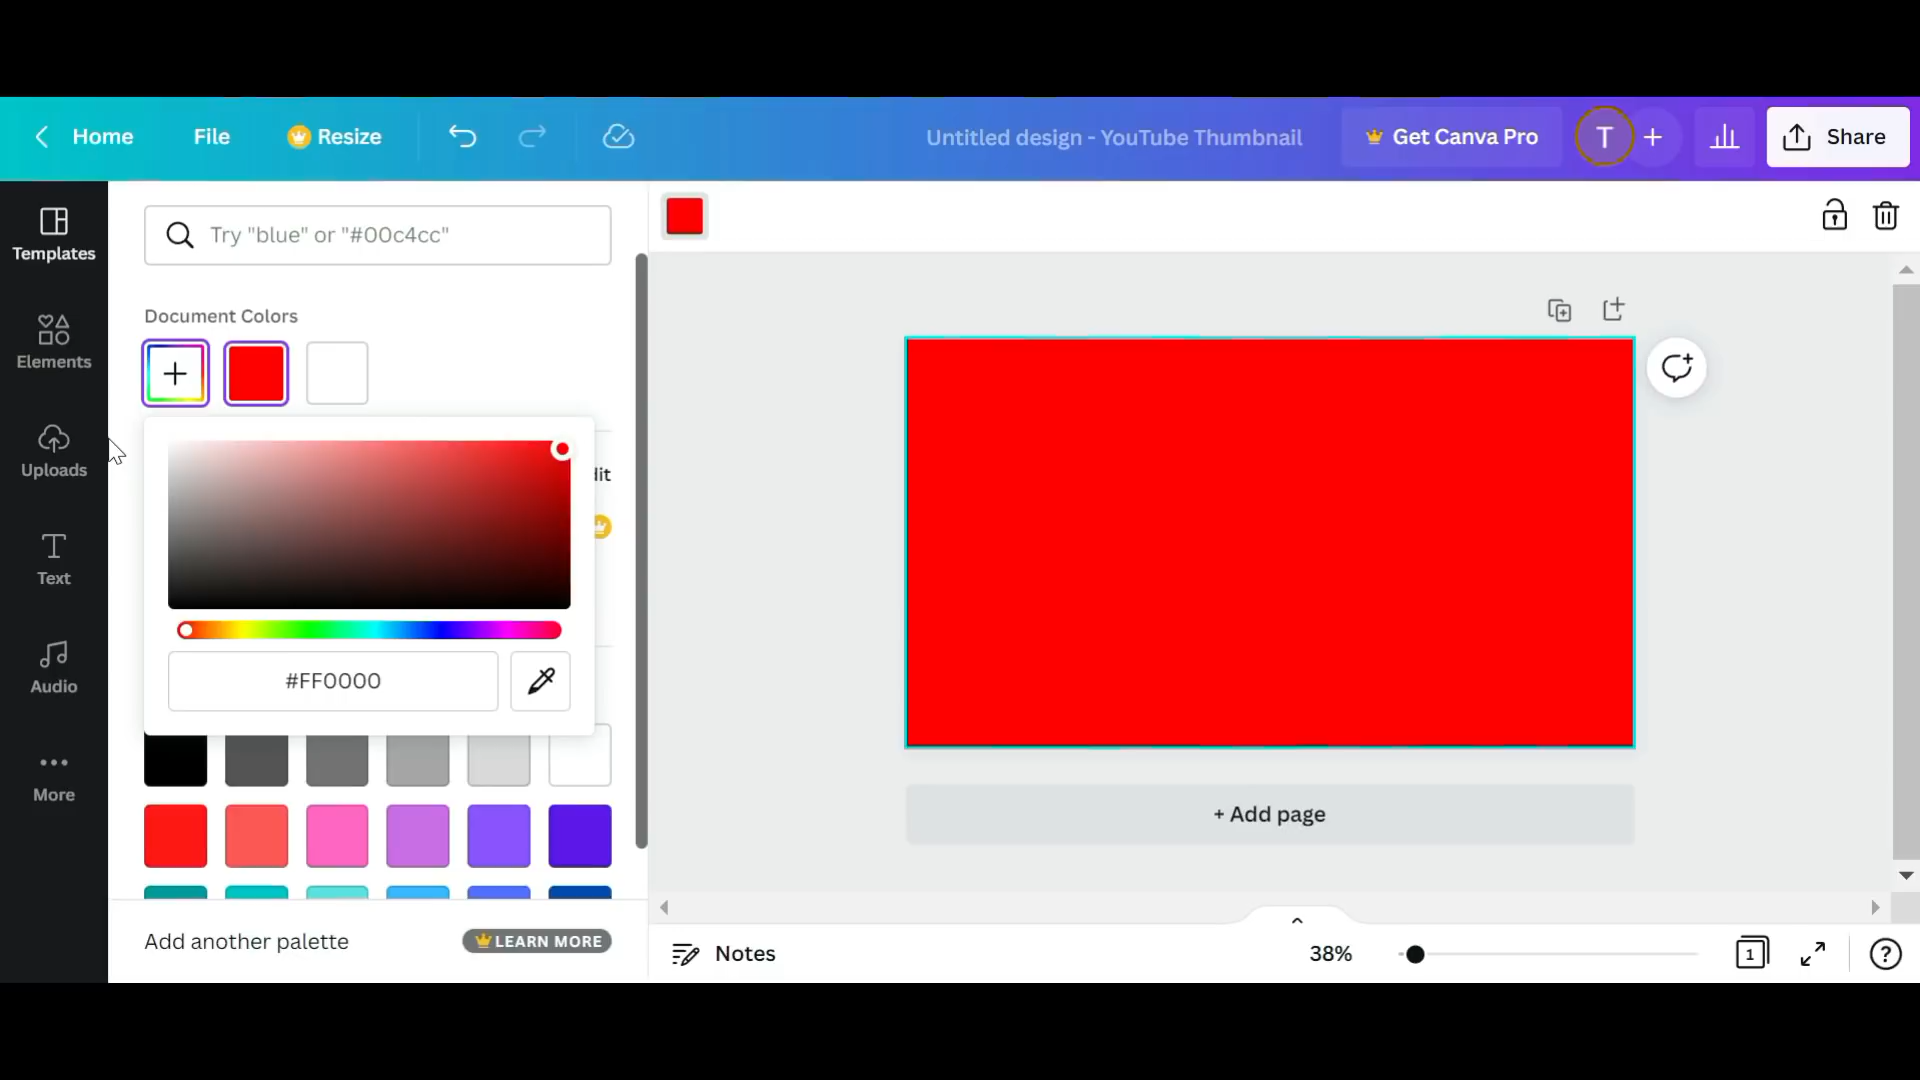 Home File Resize Untitled design - YouTube Thumbnail Get Canva Pro T + Share
Templates
Try "blue" or "#00c4cc"
Document Colors
Elements
Uploads
dit
Text
#FF0000
Audio
More
+ Add page
Add another palette LEARN MORE
Notes 38% 1 ?